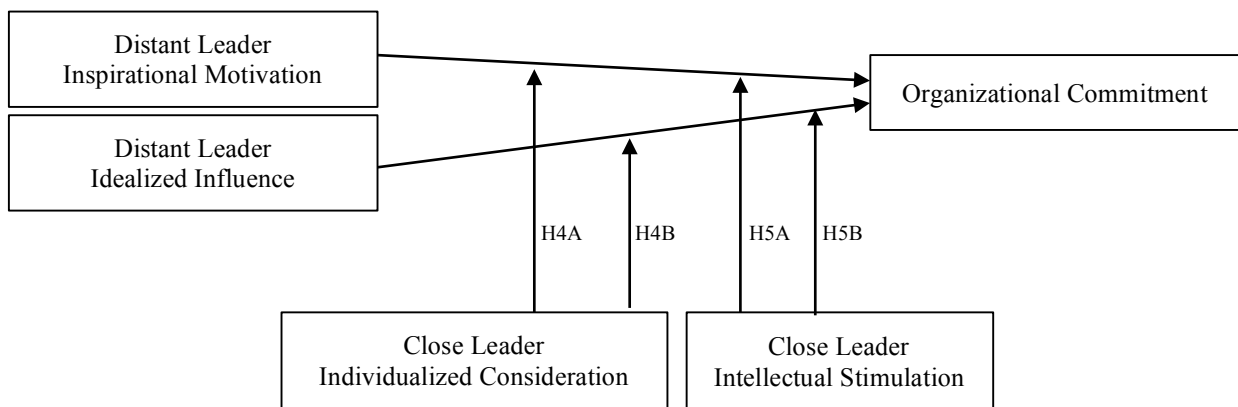 Distant Leader
Inspirational Motivation
Organizational Commitment
Distant Leader
Idealized Influence
H4A
H4B
H5A
H5B
Close Leader
Individualized Consideration
Close Leader
Intellectual Stimulation